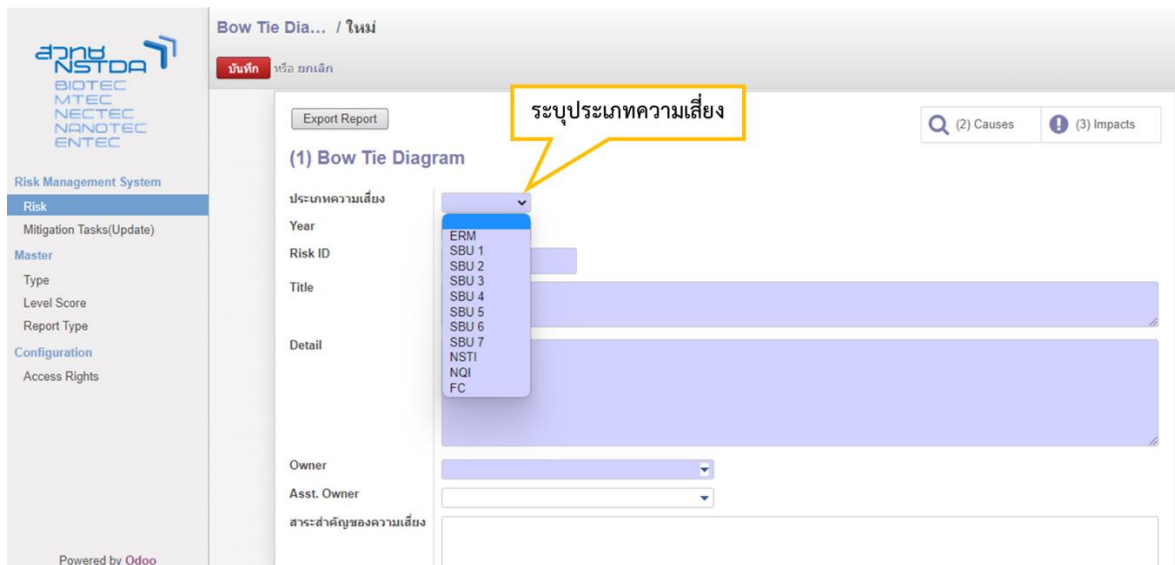 สวทช
NSTDA
BIOTEC
MTEC
NECTEC
NANOTEC
ENTEC
Risk Management System
Risk
Mitigation Tasks(Update)
Master
Type
Level Score
Report Type
Configuration
Access Rights
Powered by Odoo
Bow Tie Dia... / ใหม่
บันทึก หรือ ยกเลิก
Export Report
ระบุประเภทความเสี่ยง
(2) Causes
(3) Impacts
(1) Bow Tie Diagram
ประเภทความเสี่ยง
Year
Risk ID
Title
Detail
ERM
SBU 1
SBU 2
SBU 3
SBU 4
SBU 5
SBU 6
SBU 7
NSTI
NQI
FC
Owner
Asst. Owner
สาระสำคัญของความเสี่ยง